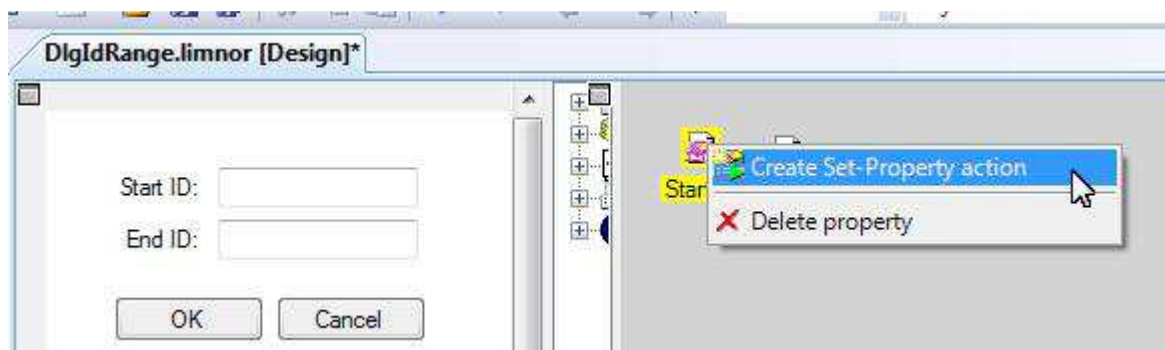 DlgIdRange.limnor [Design]*
Start ID:
End ID:
OK
Cancel
Create Set-Property action
Star
Delete property